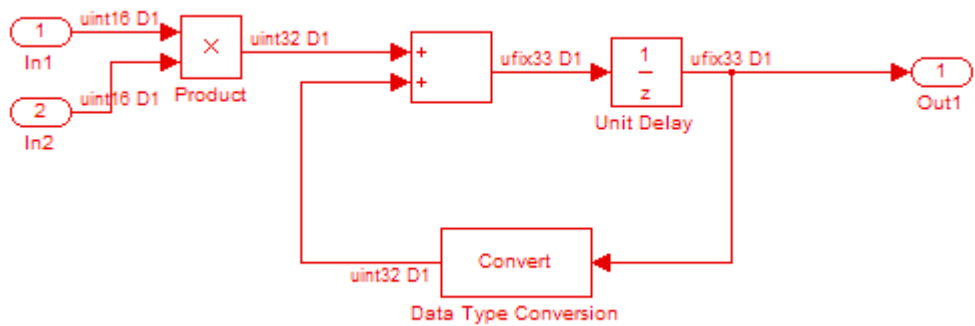 uint16 D1
1
In1
×
uint32 D1
Product
uint16 D1
2
In2
+
+
ufix33 D1
1
z
Unit Delay
ufix33 D1
1
Out1
Convert
uint32 D1
Data Type Conversion